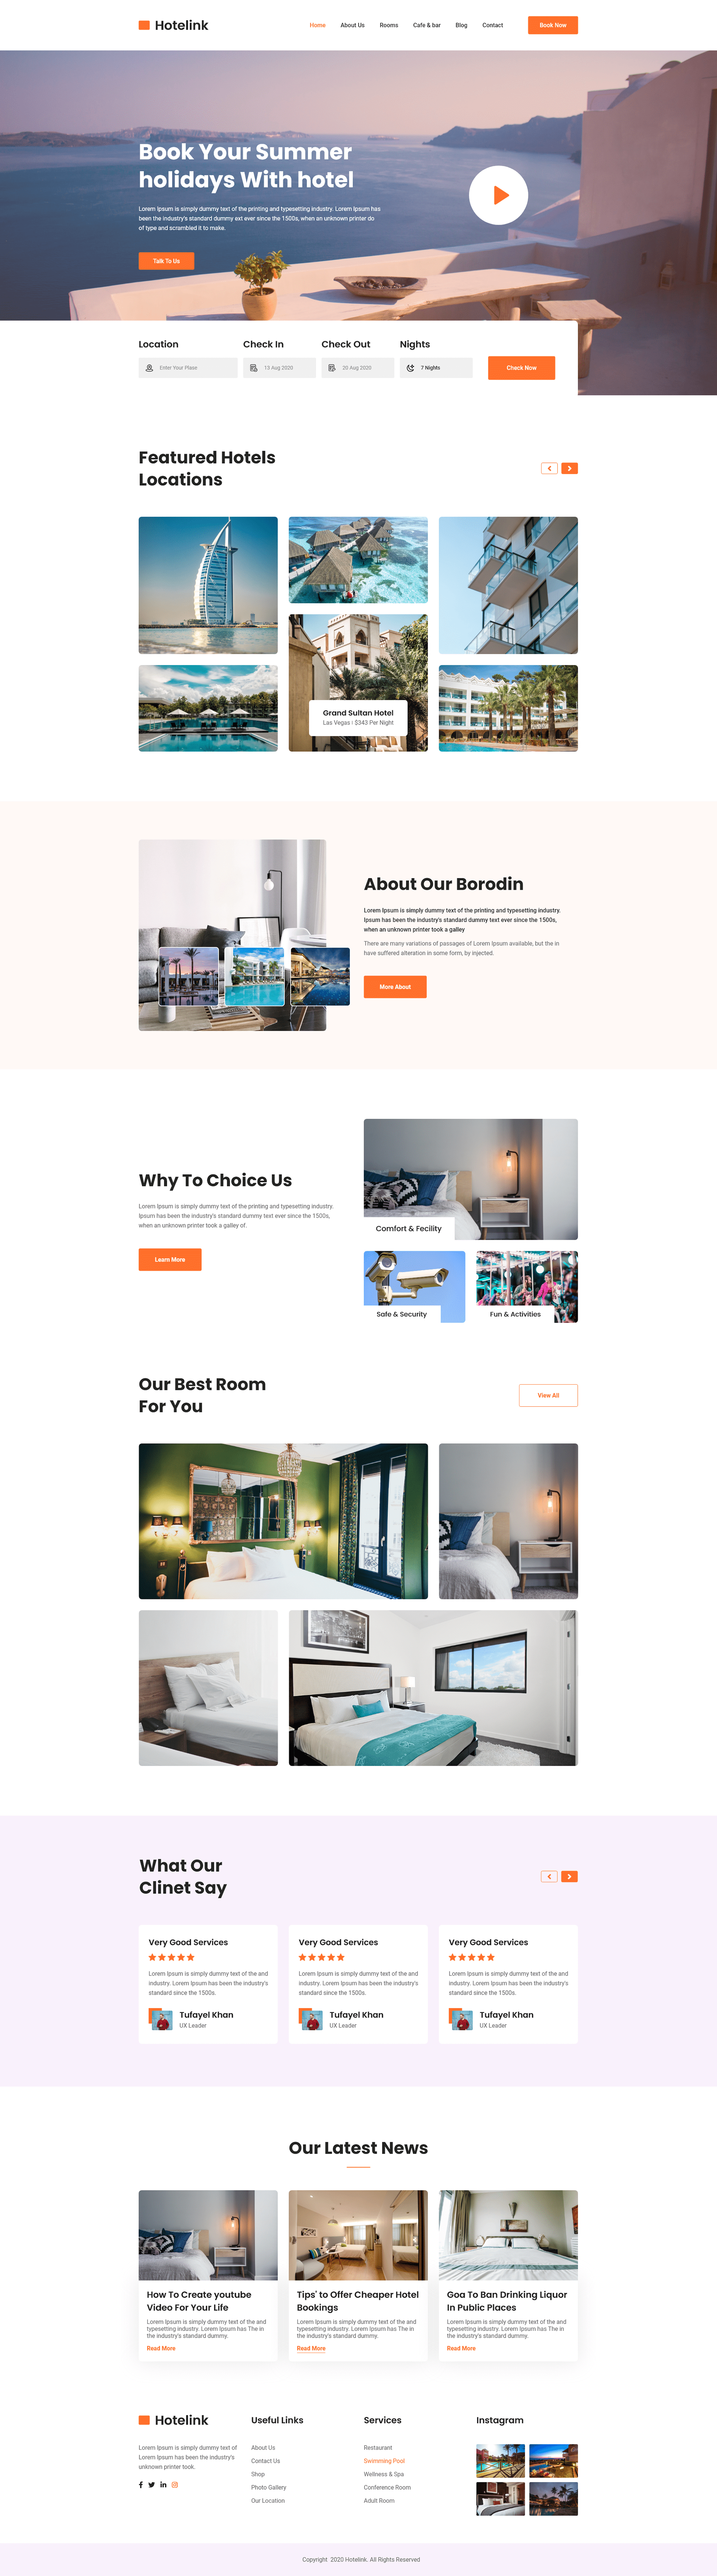 Hotelink
Home About Us Rooms Cafe & bar Blog Contact Book Now
Book Your Summer
holidays With hotel
Lorem Ipsum is simply dummy text of the printing and typesetting industry. Lorem Ipsum has
been the industry's standard dummy ext ever since the 1500s, when an unknown printer do
of type and scrambled it to make.
Talk To Us
Location Check In Check Out Nights
Enter Your Plase 13 Aug 2020 20 Aug 2020 7 Nights Cback Now
Featured Hotels
Locations
Grand Sultan Hotel
Las Vegas I $343 Per Night
About Our Borodin
Lorem Ipsum is simply dummy text of the printing and typesetting industry.
Ipsum has been the industry's standard dummy text ever since the 1500s,
when an unknown printer took a galley
There are many variations of passages of Lorem Ipsum available, but the in
have suffered alteration in some form, by injected.
More About
Why To Choice Us
Lorem Ipsum is simply dummy text of the printing and typesetting industry.
Ipsum has been the industry's standard dummy text ever since the 1500s,
when an unknown printer took a galley of.
Learn More
Comfort & Fecility
Safe & Security
Fun & Activities
Our Best Room
For You
View All
What Our
Clinet Say
Very Good Services
Lorem Ipsum is simply dummy text of the and
industry. Lorem Ipsum has been the industry's
standard since the 1500s.
Tufayel Khan
UX Leader
Very Good Services
Lorem Ipsum is simply dummy text of the and
industry. Lorem Ipsum has been the industry's
standard since the 1500s.
Tufayel Khan
UX Leader
Very Good Services
Lorem Ipsum is simply dummy text of the and
industry. Lorem Ipsum has been the industry's
standard since the 1500s.
Tufayel Khan
UX Leader
Our Latest News
How To Create youtube
Video For Your Life
Lorem Ipsum is simply dummy text of the and
typesetting industry. Lorem Ipsum has The in
the industry's standard dummy.
Read More
Tips' to Offer Cheaper Hotel
Bookings
Lorem Ipsum is simply dummy text of the and
typesetting industry. Lorem Ipsum has The in
the industry's standard dummy.
Read More
Goa To Ban Drinking Liquor
In Public Places
Lorem Ipsum is simply dummy text of the and
typesetting industry. Lorem Ipsum has The in
the industry's standard dummy.
Read More
Hotelink
Lorem Ipsum is simply dummy text of
Lorem Ipsum has been the industry's
unknown printer took.
Useful Links
About Us
Contact Us
Shop
Photo Gallery
Our Location
Services
Restaurant
Swimming Pool
Wellness & Spa
Conference Room
Adult Room
Instagram
Copyright 2020 Hotelink. All Rights Reserved